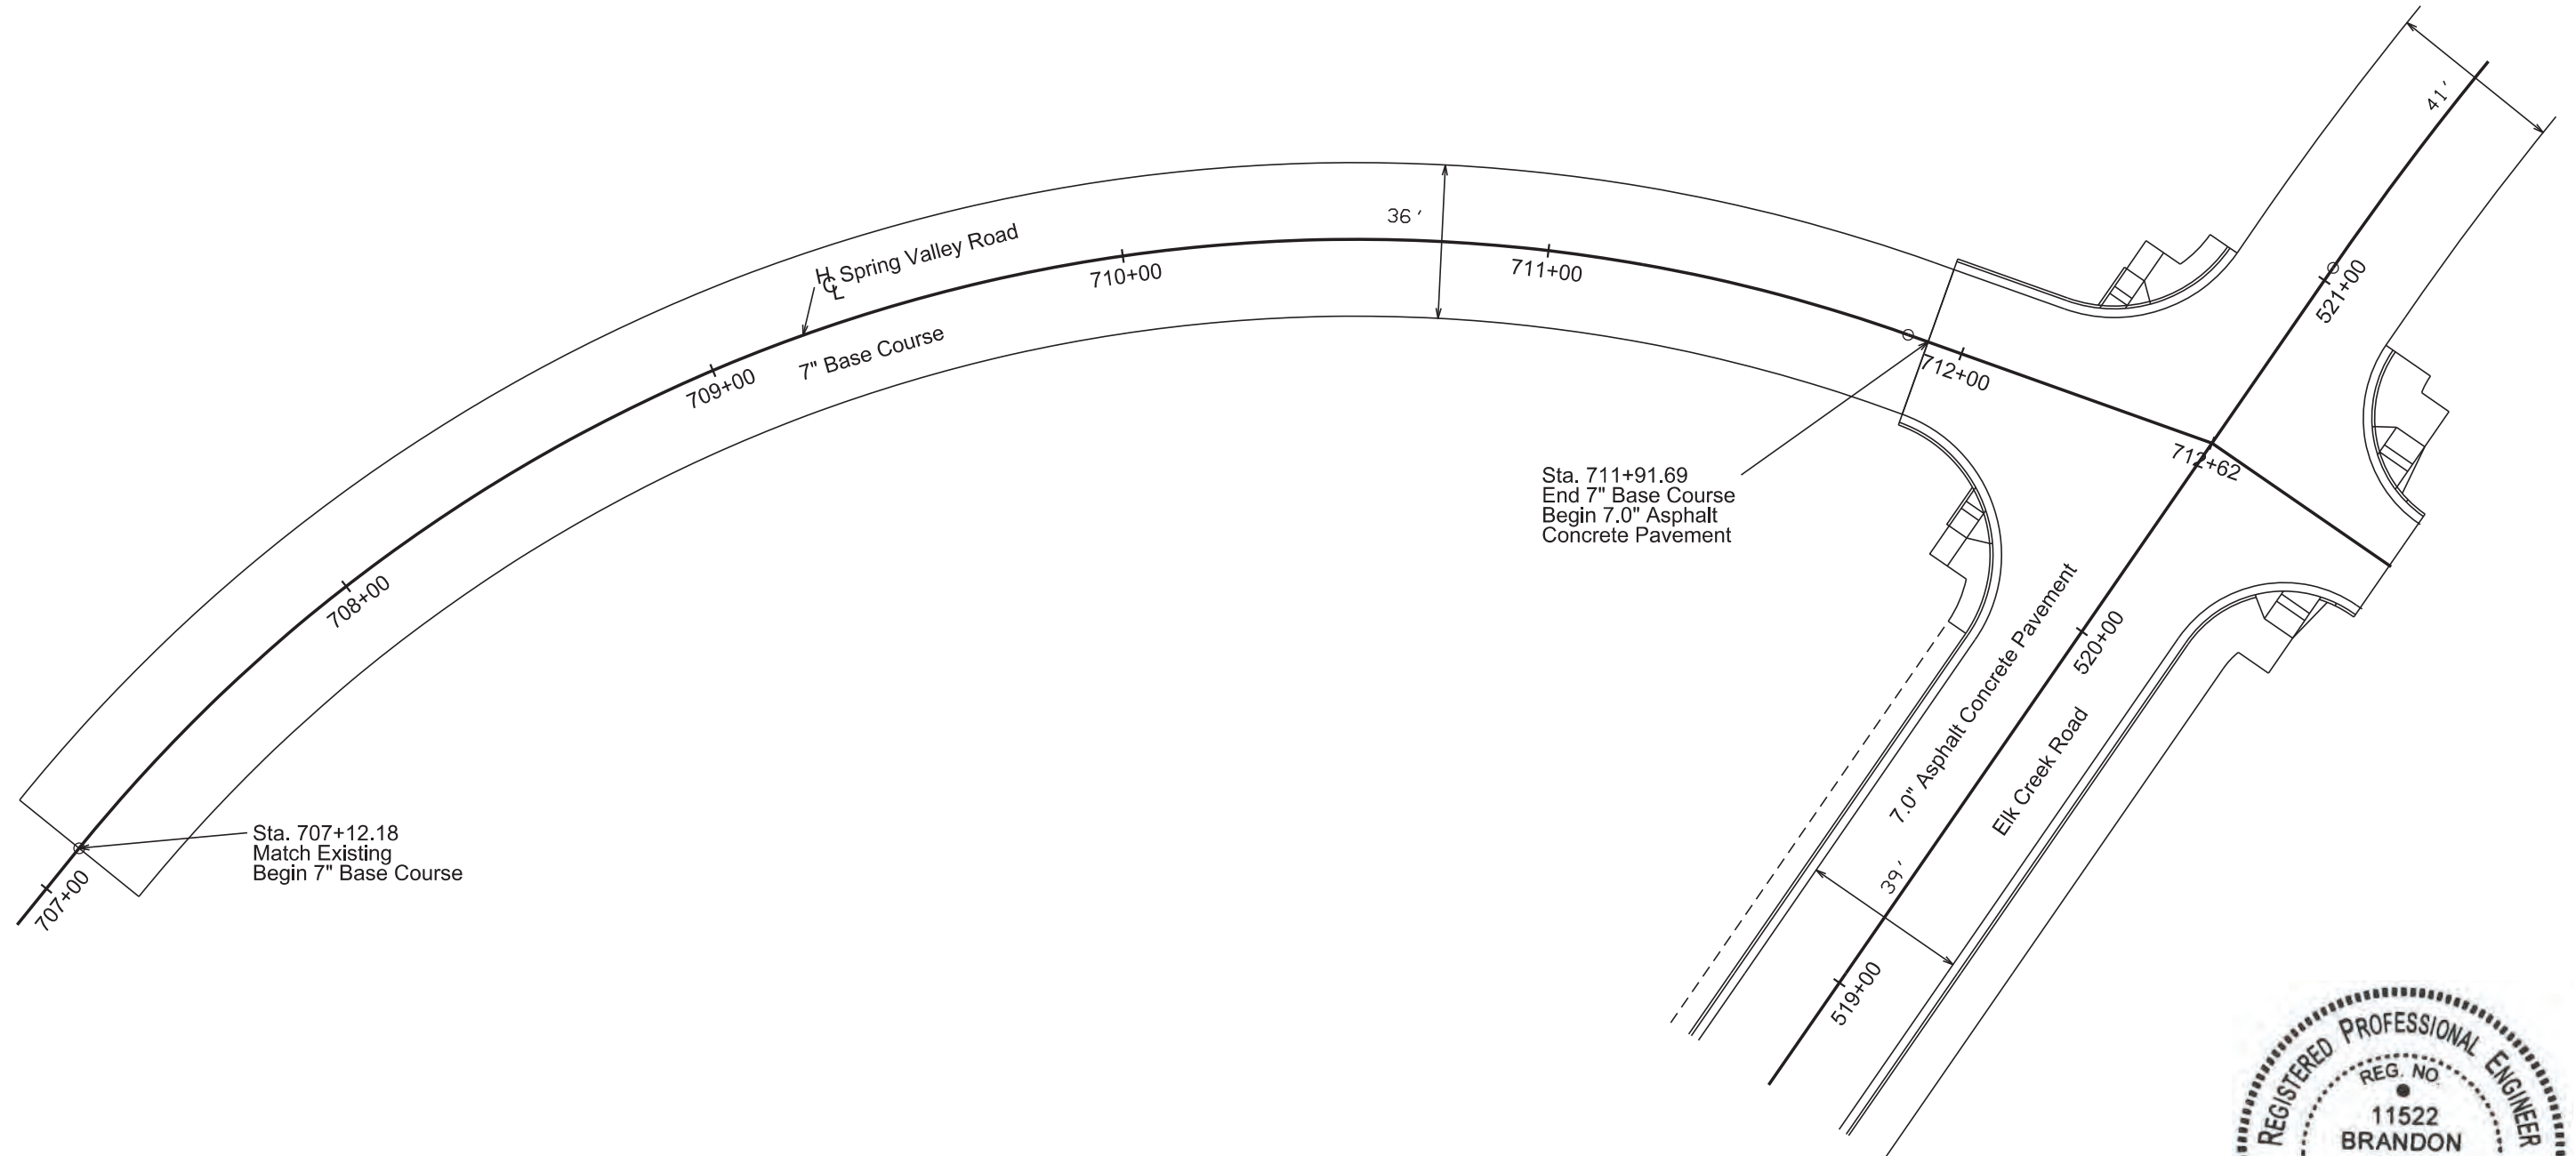 41'
36'
HCL Spring Valley Road
7" Base Course
707+00
708+00
709+00
710+00
711+00
712+00
712+62
Sta. 707+12.18
Match Existing
Begin 7" Base Course
Sta. 711+91.69
End 7" Base Course
Begin 7.0" Asphalt
Concrete Pavement
521+00
520+00
519+00
7.0" Asphalt Concrete Pavement
Elk Creek Road
39'
REGISTERED PROFESSIONAL ENGINEER
REG. NO.
11522
BRANDON